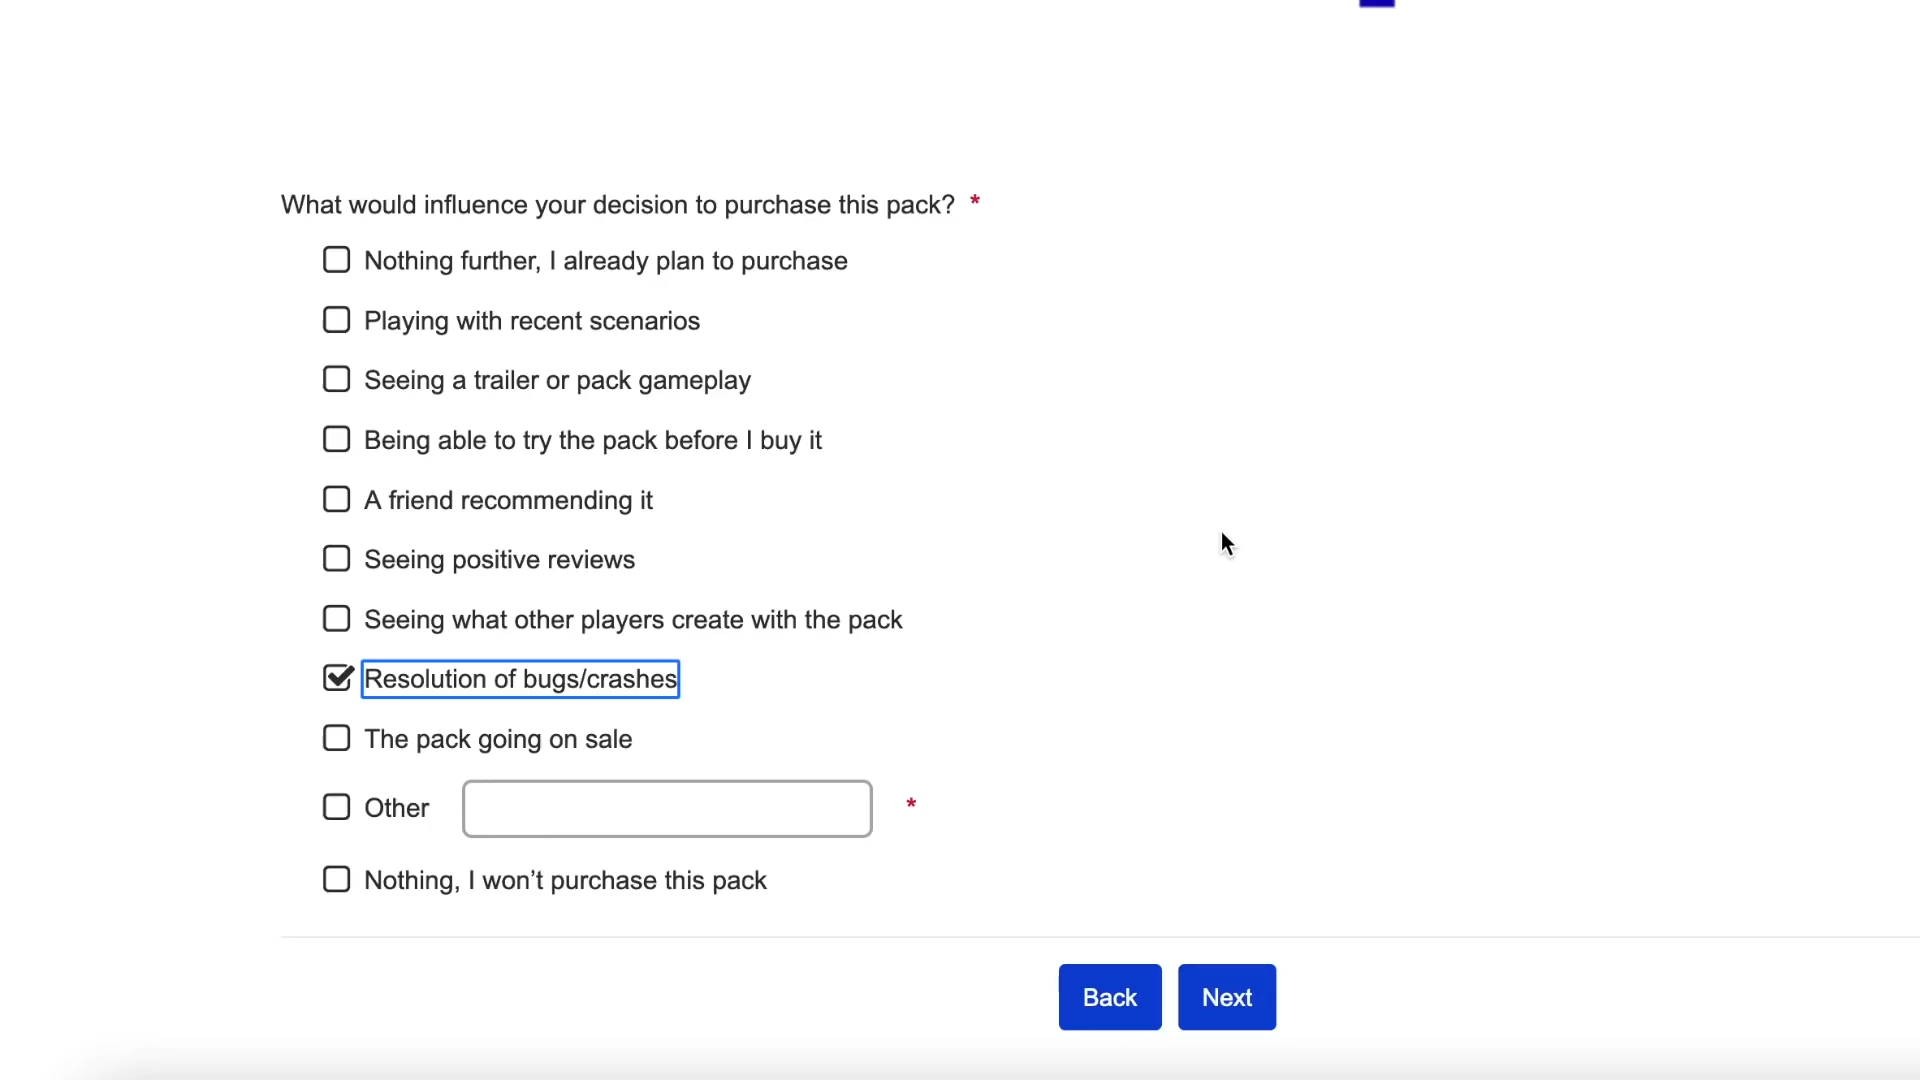 What would influence your decision to purchase this pack? *
Nothing further, I already plan to purchase
Playing with recent scenarios
Seeing a trailer or pack gameplay
Being able to try the pack before I buy it
A friend recommending it
Seeing positive reviews
Seeing what other players create with the pack
Resolution of bugs/crashes
The pack going on sale
Other *
Nothing, I won’t purchase this pack
Back Next